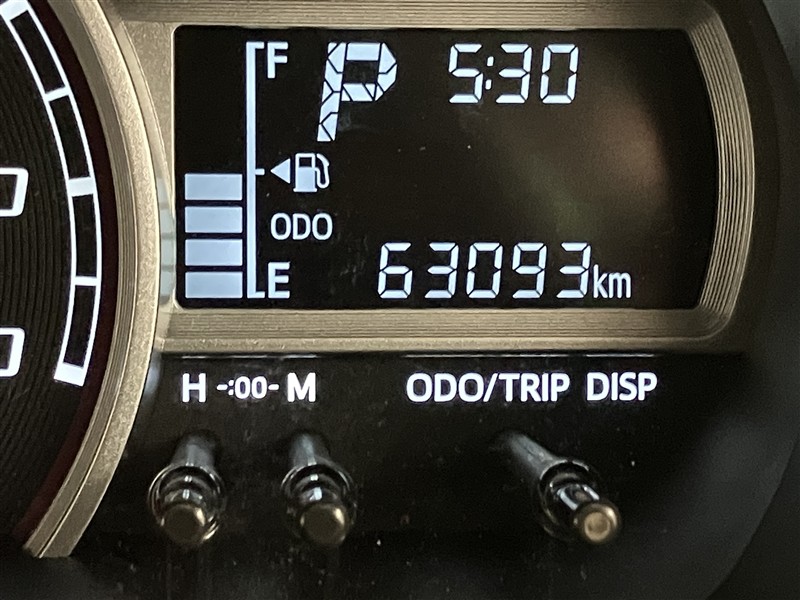 F P 5:30
ODO
E 63093km
H -:00- M ODO/TRIP DISP